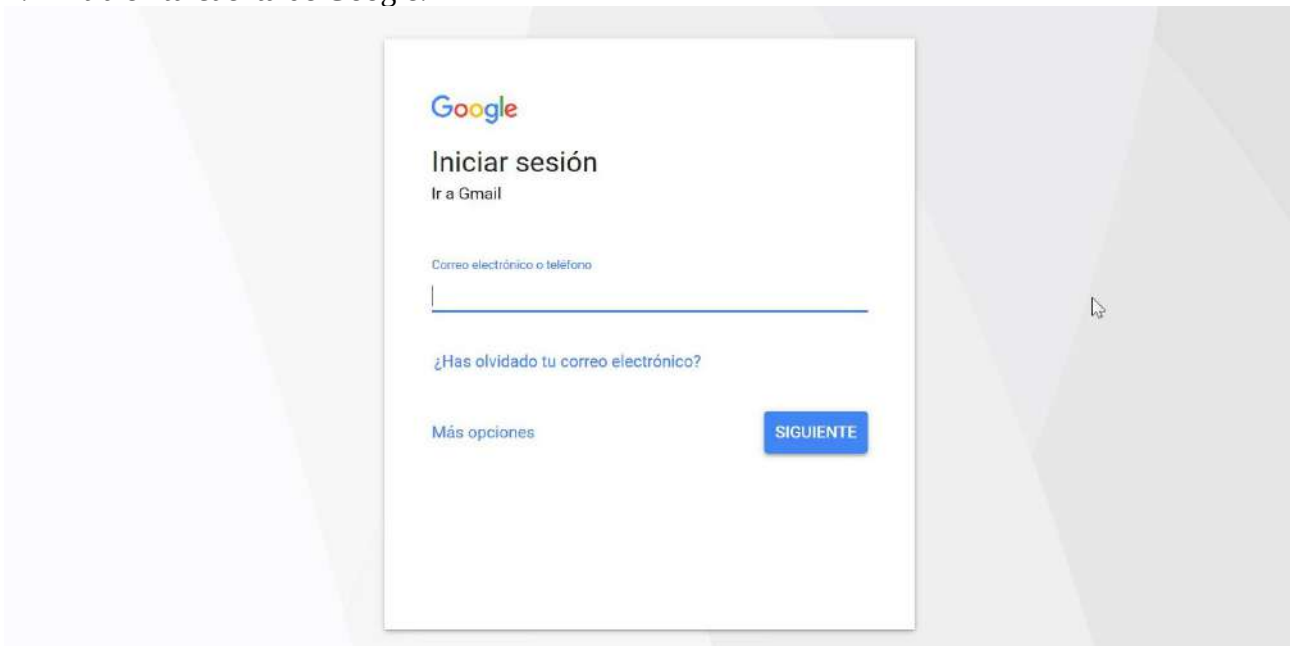 Google
Iniciar sesión
Ir a Gmail
Correo electrónico o teléfono
¿Has olvidado tu correo electrónico?
Más opciones
SIGUIENTE